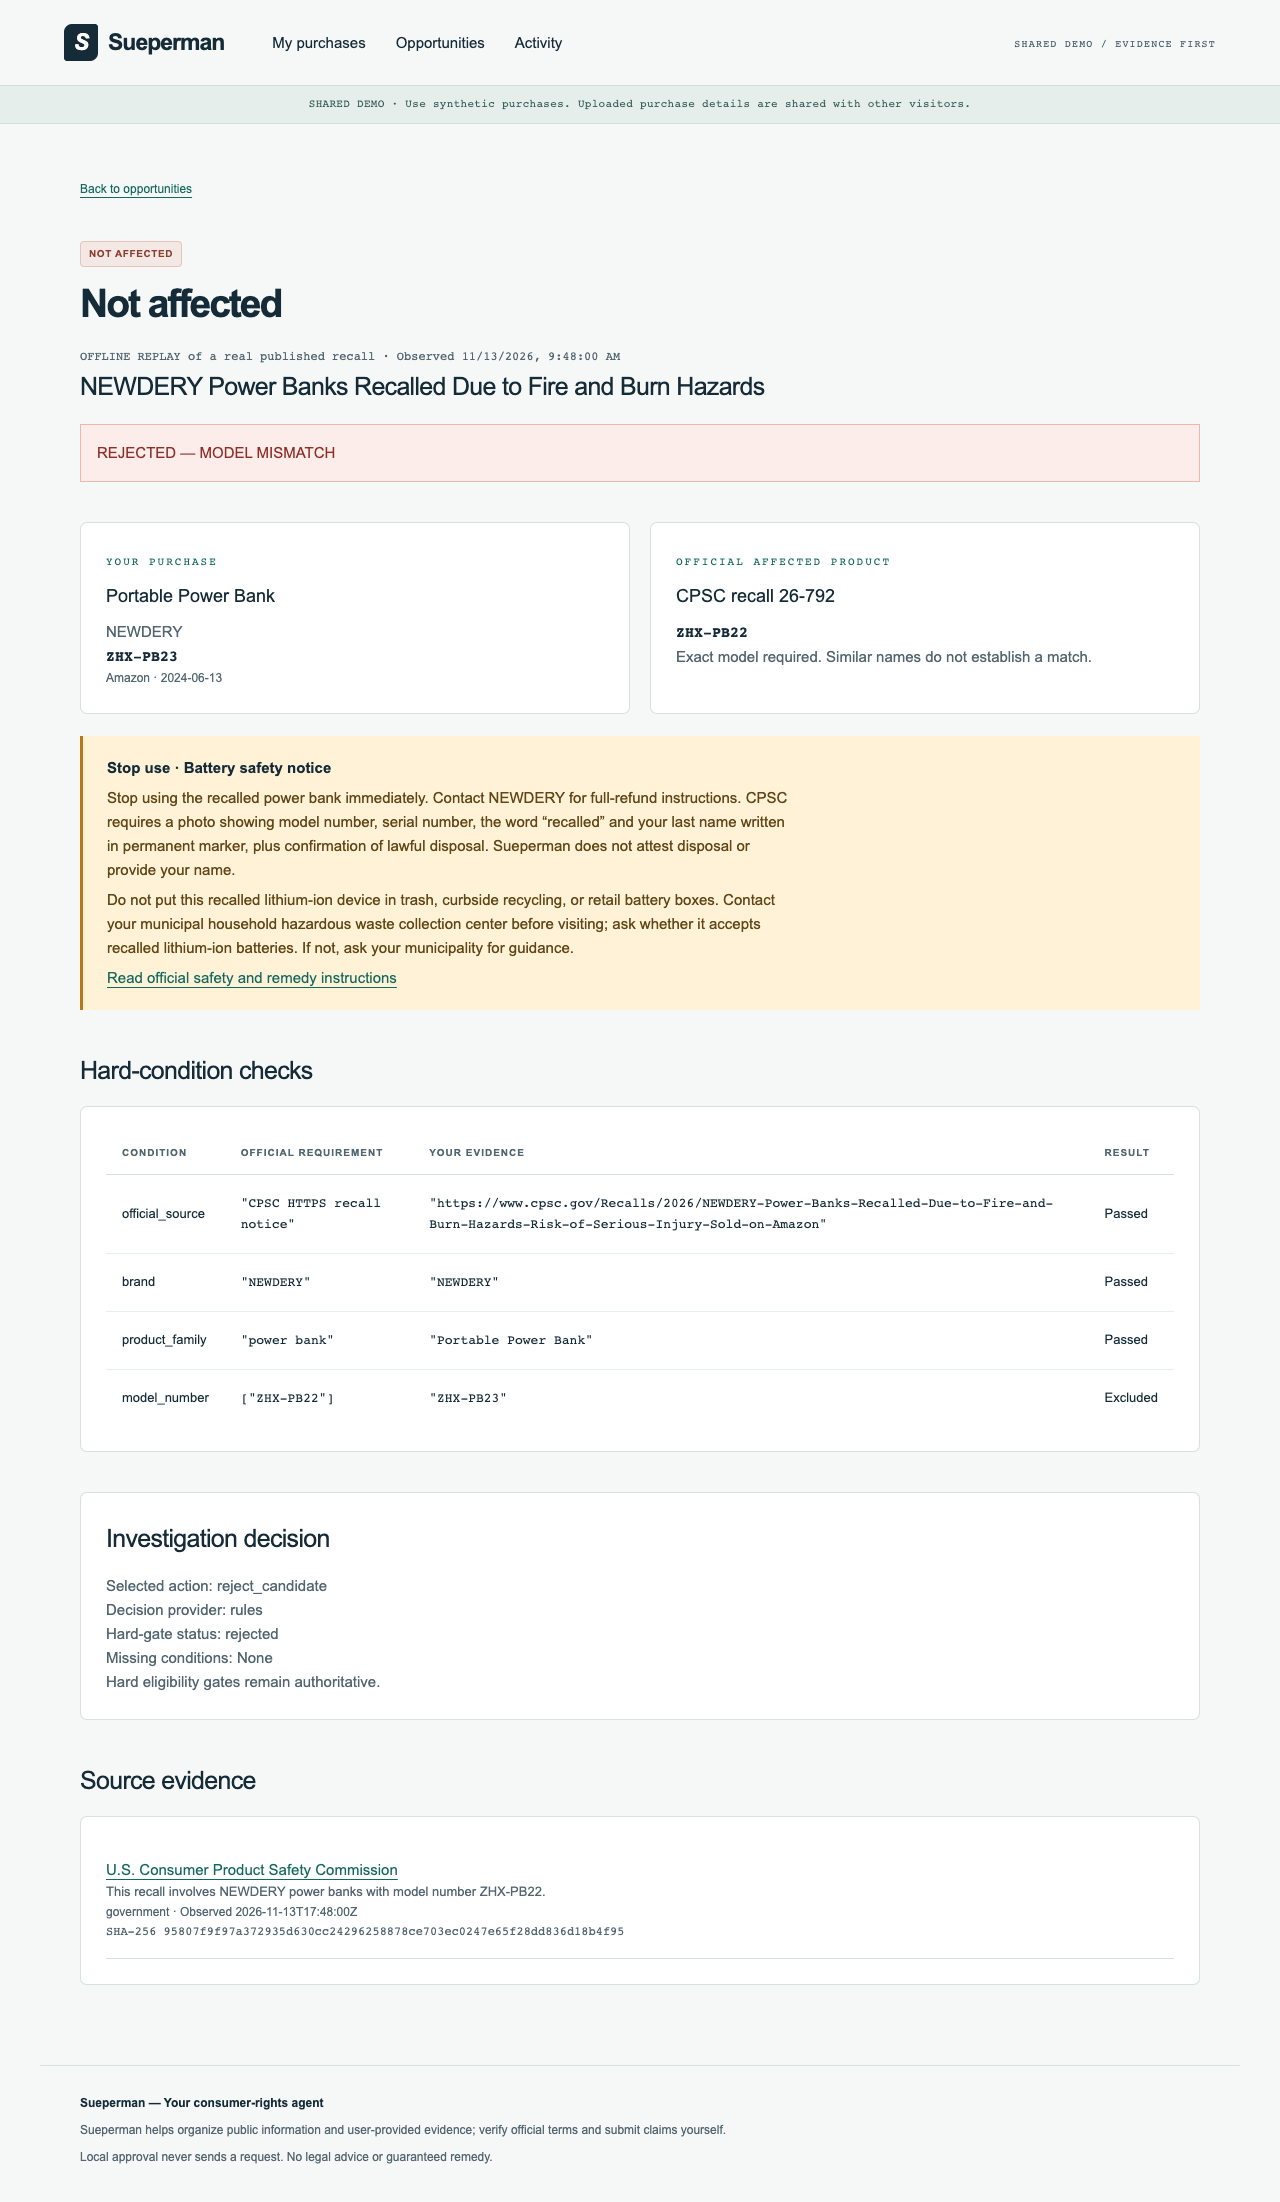 S Sueperman My purchases Opportunities Activity SHARED DEMO / EVIDENCE FIRST
SHARED DEMO · Use synthetic purchases. Uploaded purchase details are shared with other visitors.
Back to opportunities
NOT AFFECTED
Not affected
OFFLINE REPLAY of a real published recall · Observed 11/13/2026, 9:48:00 AM
NEWDERY Power Banks Recalled Due to Fire and Burn Hazards
REJECTED — MODEL MISMATCH
YOUR PURCHASE
Portable Power Bank
NEWDERY
ZHX-PB23
Amazon · 2024-06-13
OFFICIAL AFFECTED PRODUCT
CPSC recall 26-792
ZHX-PB22
Exact model required. Similar names do not establish a match.
Stop use · Battery safety notice
Stop using the recalled power bank immediately. Contact NEWDERY for full-refund instructions. CPSC
requires a photo showing model number, serial number, the word “recalled” and your last name written
in permanent marker, plus confirmation of lawful disposal. Sueperman does not attest disposal or
provide your name.
Do not put this recalled lithium-ion device in trash, curbside recycling, or retail battery boxes. Contact
your municipal household hazardous waste collection center before visiting; ask whether it accepts
recalled lithium-ion batteries. If not, ask your municipality for guidance.
Read official safety and remedy instructions
Hard-condition checks
CONDITION OFFICIAL REQUIREMENT YOUR EVIDENCE RESULT
official_source "CPSC HTTPS recall notice" "https://www.cpsc.gov/Recalls/2026/NEWDERY-Power-Banks-Recalled-Due-to-Fire-and-
Burn-Hazards-Risk-of-Serious-Injury-Sold-on-Amazon" Passed
brand "NEWDERY" "NEWDERY" Passed
product_family "power bank" "Portable Power Bank" Passed
model_number ["ZHX-PB22"] "ZHX-PB23" Excluded
Investigation decision
Selected action: reject_candidate
Decision provider: rules
Hard-gate status: rejected
Missing conditions: None
Hard eligibility gates remain authoritative.
Source evidence
U.S. Consumer Product Safety Commission
This recall involves NEWDERY power banks with model number ZHX-PB22.
government · Observed 2026-11-13T17:48:00Z
SHA-256 95807f9f97a372935d630cc24296258878ce703ec0247e65f28dd836d18b4f95
Sueperman — Your consumer-rights agent
Sueperman helps organize public information and user-provided evidence; verify official terms and submit claims yourself.
Local approval never sends a request. No legal advice or guaranteed remedy.